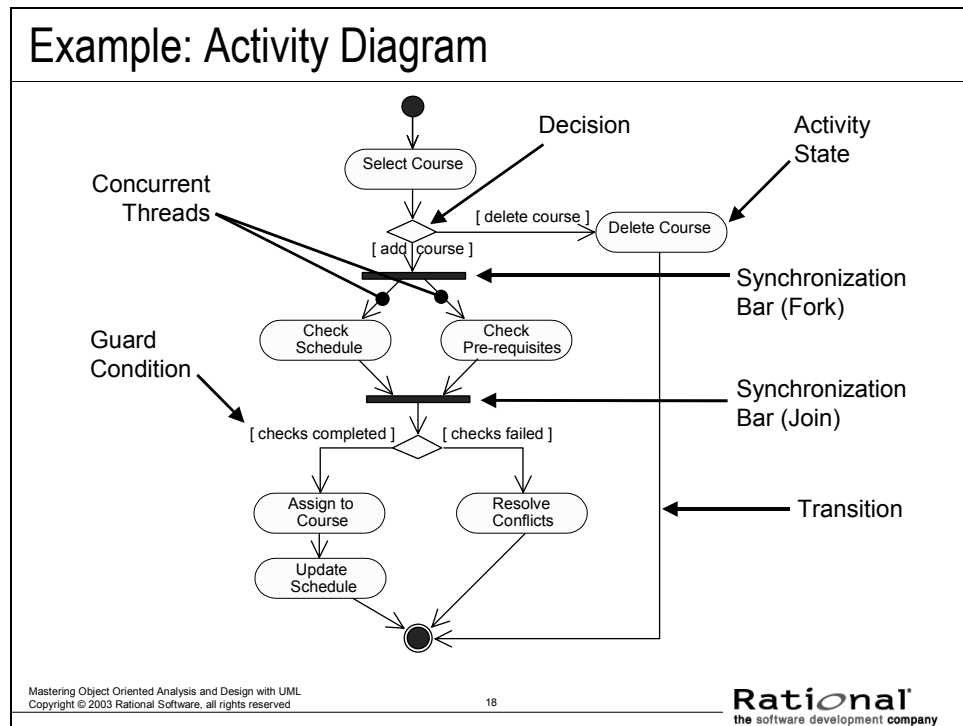 Example: Activity Diagram
Decision
Activity
State
Select Course
Concurrent
Threads
[ delete course ]
Delete Course
[ add course ]
Synchronization
Bar (Fork)
Check
Schedule
Check
Pre-requisites
Guard
Condition
Synchronization
Bar (Join)
[ checks completed ]
[ checks failed ]
Assign to
Course
Resolve
Conflicts
Transition
Update
Schedule
Mastering Object Oriented Analysis and Design with UML
Copyright © 2003 Rational Software, all rights reserved
18
Rational
the software development company